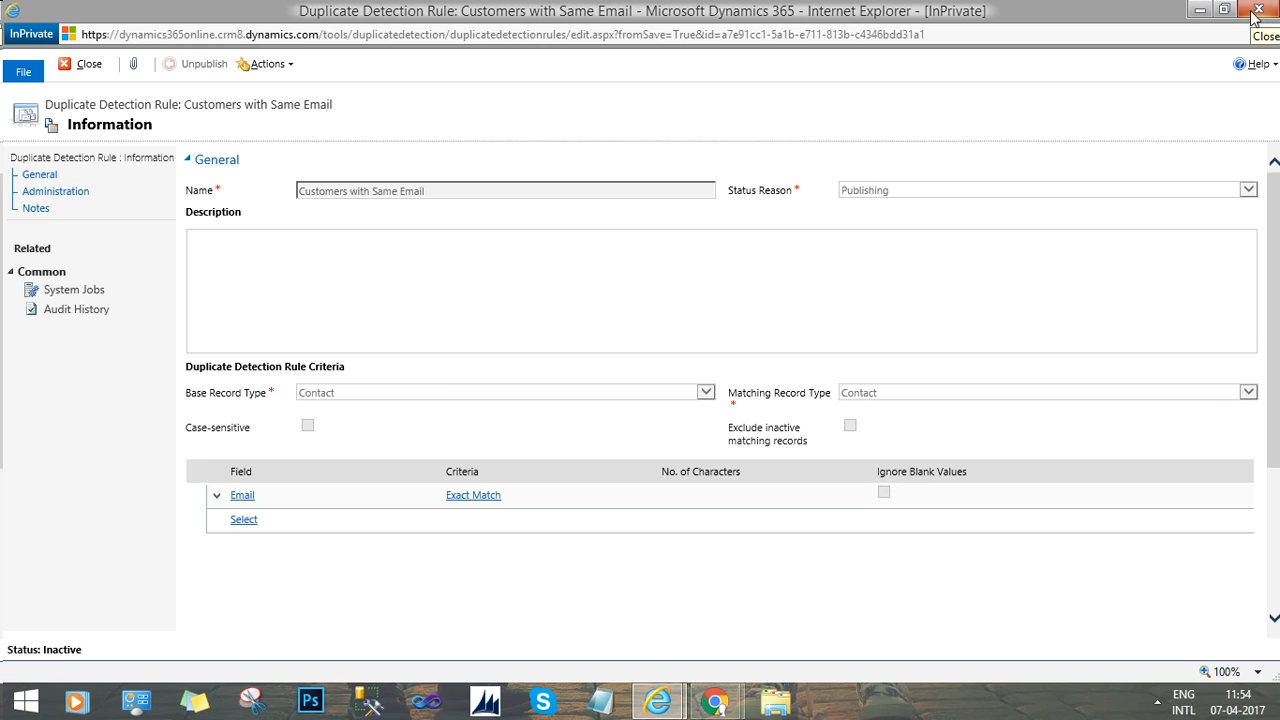 Duplicate Detection Rule: Customers with Same Email - Microsoft Dynamics 365 - Internet Explorer - [InPrivate]
InPrivate https://dynamics365online.crm8.dynamics.com/tools/duplicatedetection/duplicatedetectionrules/edit.aspx?fromSave=True&id=a7e91cc1-5a1b-e711-813b-c4346bdd31a1
Close
File Close Unpublish Actions Help
Duplicate Detection Rule: Customers with Same Email
Information
Duplicate Detection Rule : Information
General
Administration
Notes
Related
Common
System Jobs
Audit History
General
Name * Customers with Same Email Status Reason * Publishing
Description
Duplicate Detection Rule Criteria
Base Record Type * Contact Matching Record Type * Contact
Case-sensitive Exclude inactive matching records
Field Criteria No. of Characters Ignore Blank Values
Email Exact Match
Select
Status: Inactive
100%
Ps
ENG 11:54
INTL 07-04-2017